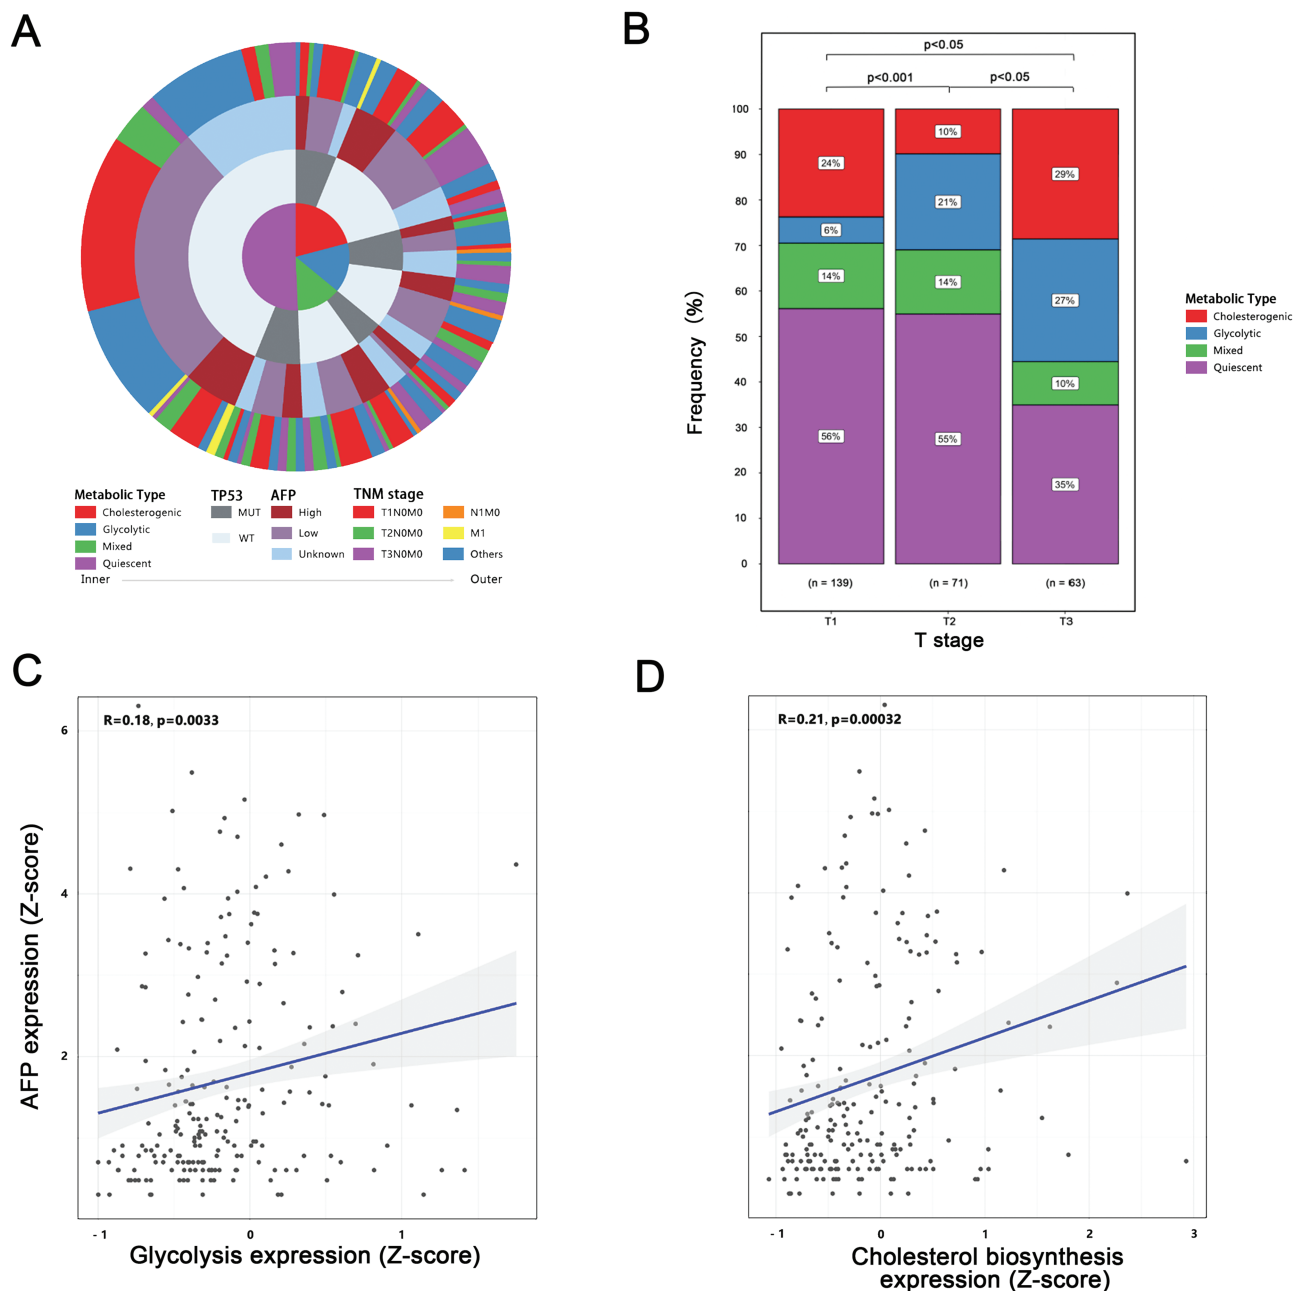 A
Metabolic Type
Cholesterogenic
Glycolytic
Mixed
Quiescent
TP53
MUT
WT
AFP
High
Low
Unknown
TNM stage
T1N0M0
T2N0M0
T3N0M0
N1M0
M1
Others
Inner
Outer
B
p<0.05
p<0.001
p<0.05
100
90
80
70
60
50
40
30
20
10
0
Frequency (%)
24%
6%
14%
56%
10%
21%
14%
55%
29%
27%
10%
35%
(n = 139)
(n = 71)
(n = 63)
T1
T2
T3
T stage
Metabolic Type
Cholesterogenic
Glycolytic
Mixed
Quiescent
C
R=0.18, p=0.0033
6
4
2
AFP expression (Z-score)
-1
0
1
Glycolysis expression (Z-score)
D
R=0.21, p=0.00032
-1
0
1
2
3
Cholesterol biosynthesis
expression (Z-score)